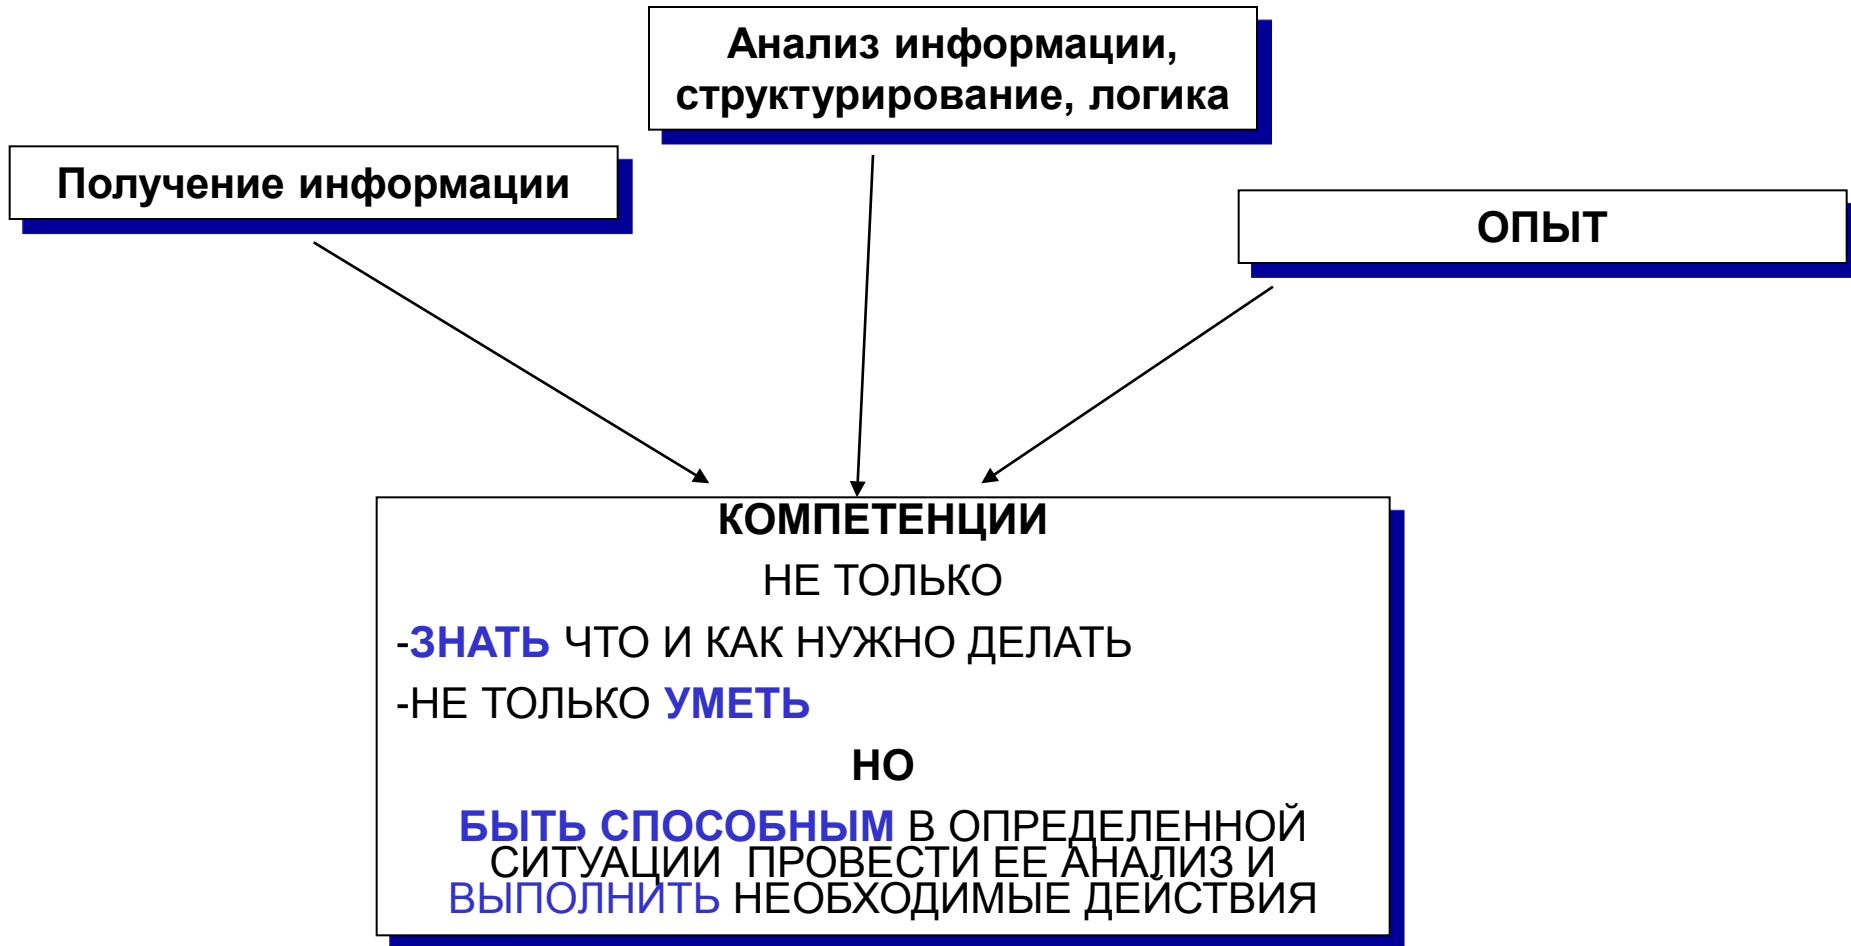 Анализ информации,
структурирование, логика
Получение информации
ОПЫТ
КОМПЕТЕНЦИИ
НЕ ТОЛЬКО
-ЗНАТЬ ЧТО И КАК НУЖНО ДЕЛАТЬ
-НЕ ТОЛЬКО УМЕТЬ
НО
БЫТЬ СПОСОБНЫМ В ОПРЕДЕЛЕННОЙ
СИТУАЦИИ ПРОВЕСТИ ЕЕ АНАЛИЗ И
ВЫПОЛНИТЬ НЕОБХОДИМЫЕ ДЕЙСТВИЯ